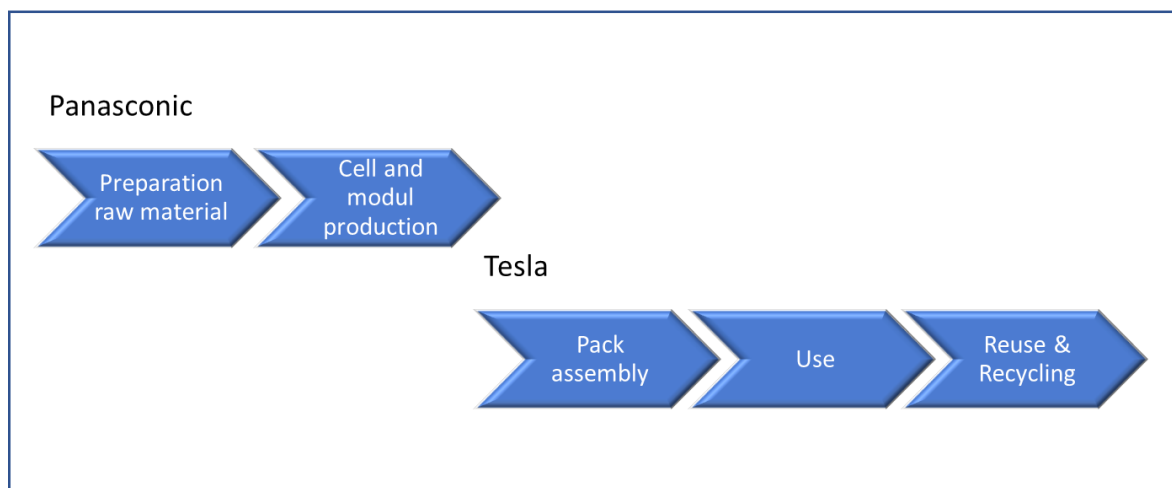 Panasconic
Preparation
raw material
Cell and
modul
production
Tesla
Pack
assembly
Use
Reuse &
Recycling